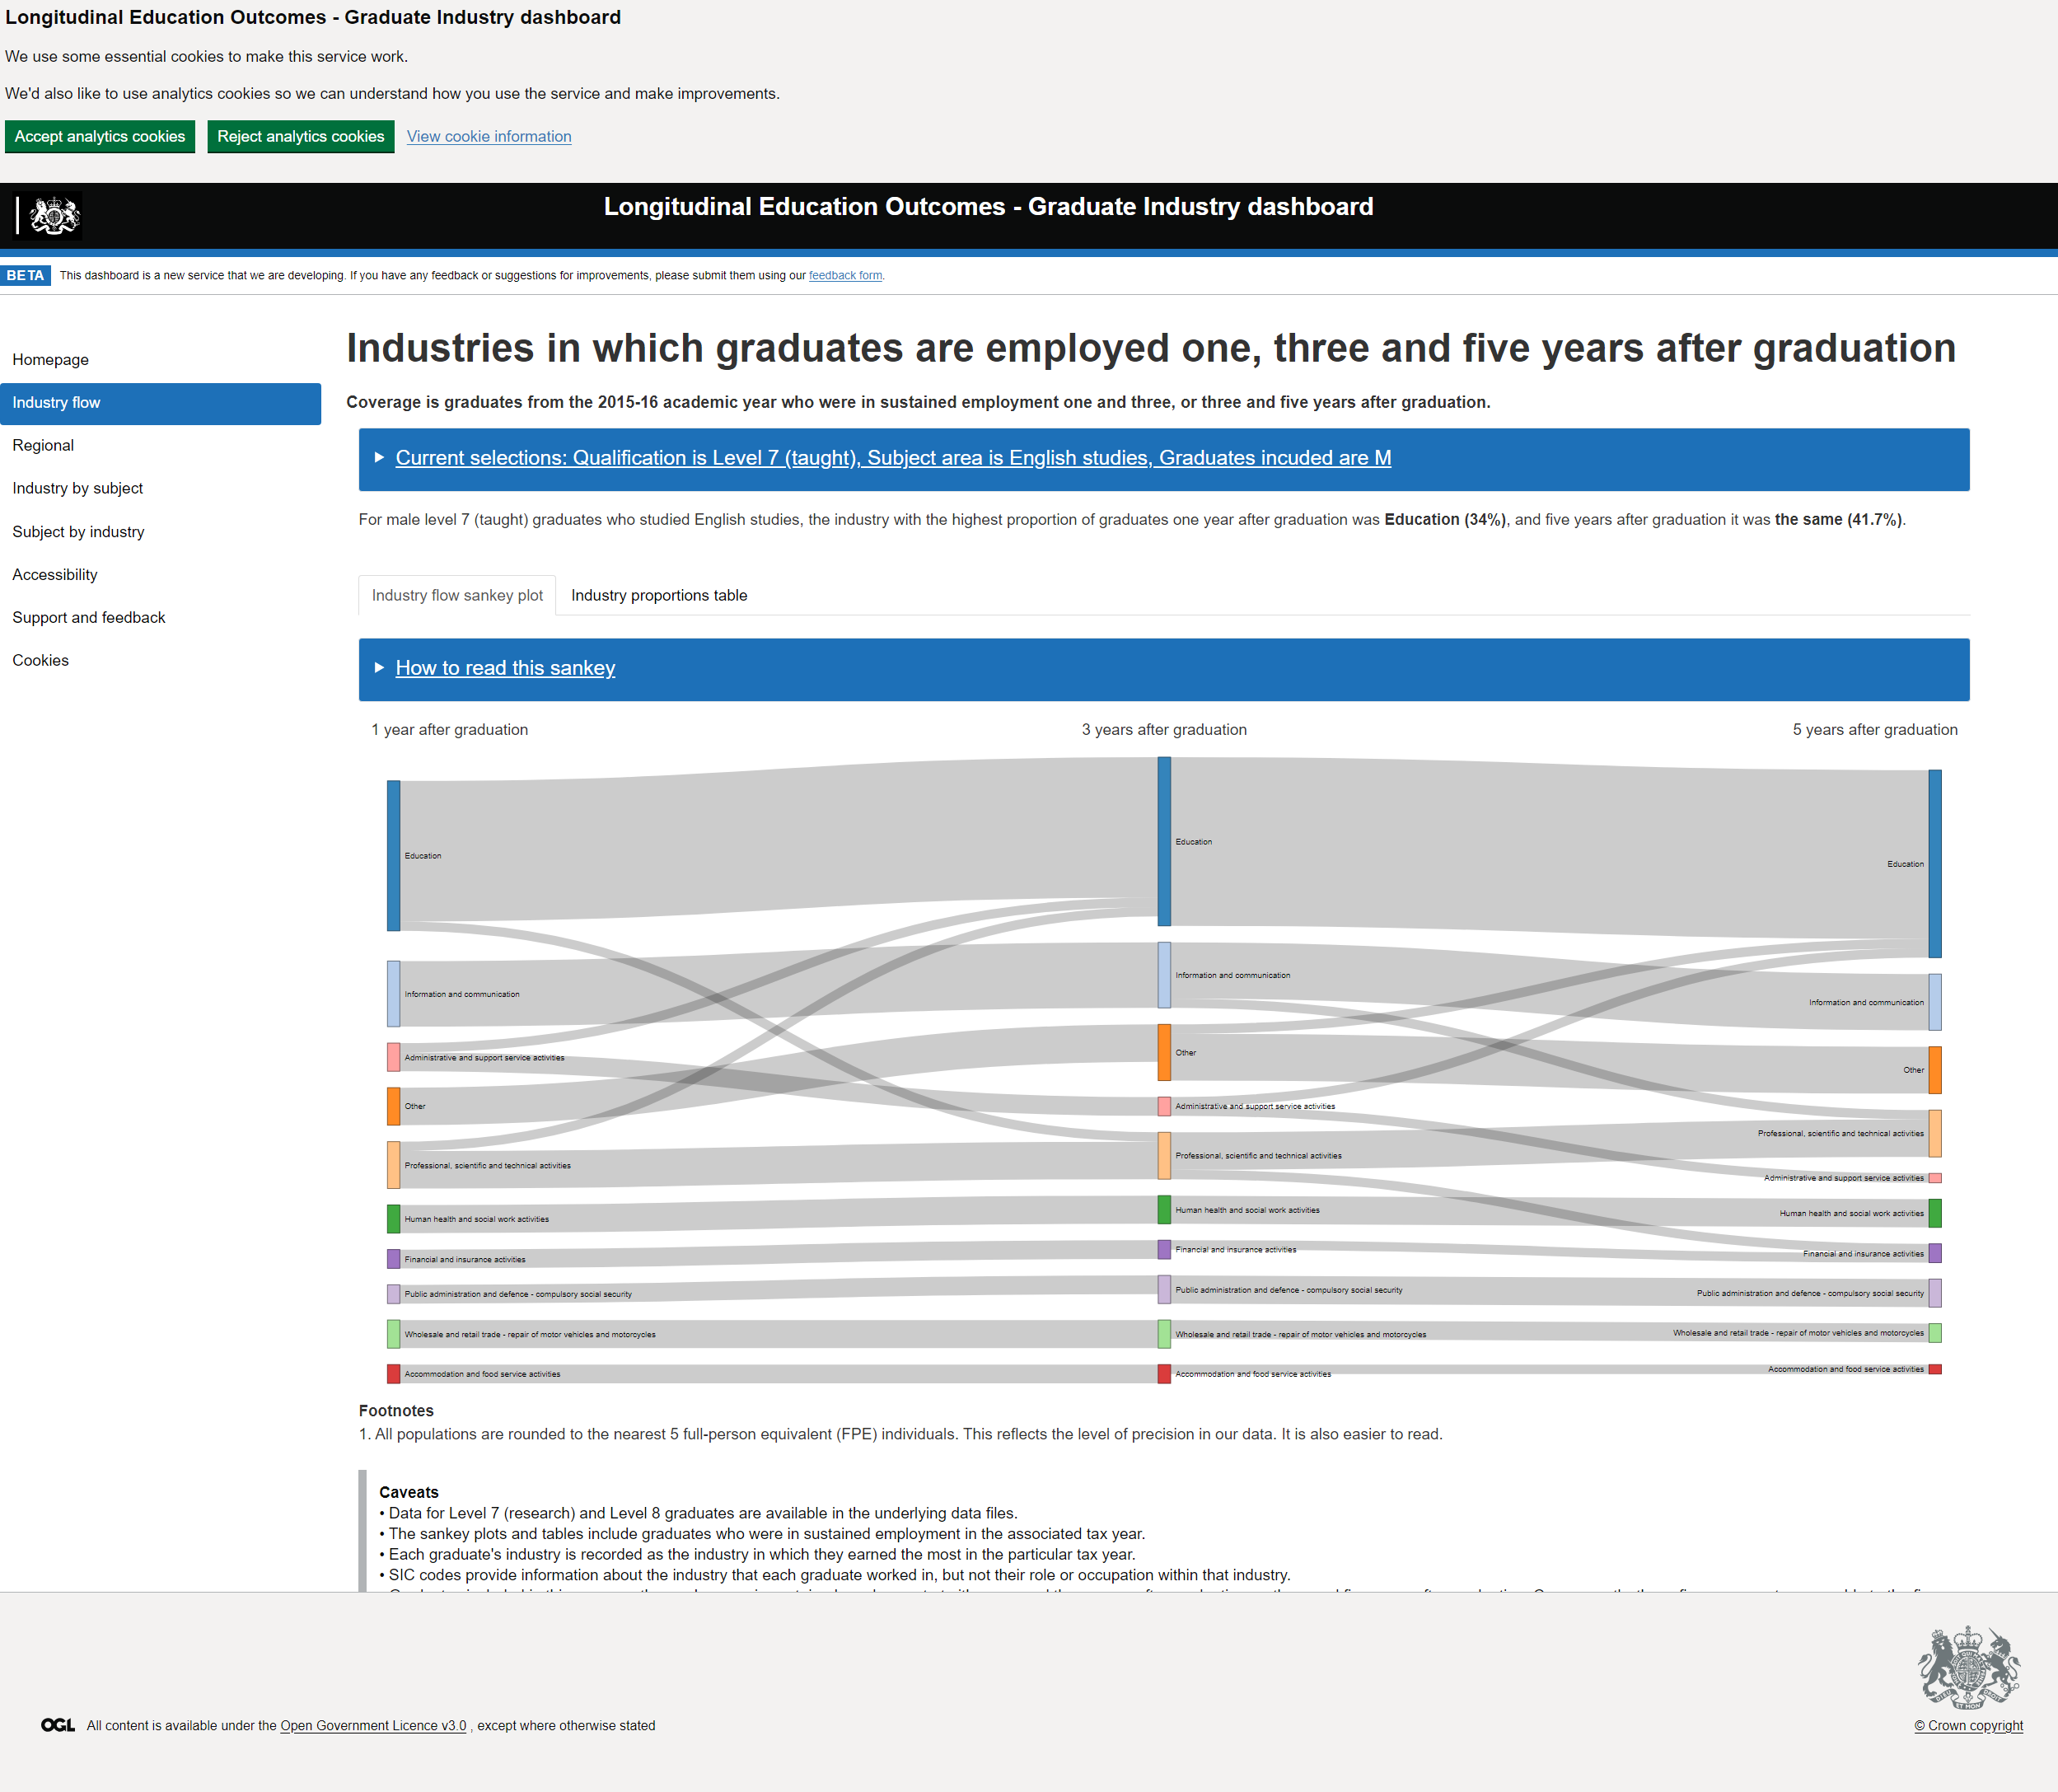 Longitudinal Education Outcomes - Graduate Industry dashboard
We use some essential cookies to make this service work.
We'd also like to use analytics cookies so we can understand how you use the service and make improvements.
Accept analytics cookies Reject analytics cookies View cookie information
Longitudinal Education Outcomes - Graduate Industry dashboard
BETA This dashboard is a new service that we are developing. If you have any feedback or suggestions for improvements, please submit them using our feedback form.
Homepage
Industry flow
Regional
Industry by subject
Subject by industry
Accessibility
Support and feedback
Cookies
Industries in which graduates are employed one, three and five years after graduation
Coverage is graduates from the 2015-16 academic year who were in sustained employment one and three, or three and five years after graduation.
Current selections: Qualification is Level 7 (taught), Subject area is English studies, Graduates incuded are M
For male level 7 (taught) graduates who studied English studies, the industry with the highest proportion of graduates one year after graduation was Education (34%), and five years after graduation it was the same (41.7%).
Industry flow sankey plot Industry proportions table
How to read this sankey
1 year after graduation 3 years after graduation 5 years after graduation
Education
Information and communication
Administrative and support service activities
Other
Professional, scientific and technical activities
Human health and social work activities
Financial and insurance activities
Public administration and defence - compulsory social security
Wholesale and retail trade - repair of motor vehicles and motorcycles
Accommodation and food service activities
Education
Information and communication
Other
Administrative and support service activities
Professional, scientific and technical activities
Human health and social work activities
Financial and insurance activities
Public administration and defence - compulsory social security
Wholesale and retail trade - repair of motor vehicles and motorcycles
Accommodation and food service activities
Education
Information and communication
Other
Professional, scientific and technical activities
Administrative and support service activities
Human health and social work activities
Financial and insurance activities
Public administration and defence - compulsory social security
Wholesale and retail trade - repair of motor vehicles and motorcycles
Accommodation and food service activities
Footnotes
1. All populations are rounded to the nearest 5 full-person equivalent (FPE) individuals. This reflects the level of precision in our data. It is also easier to read.
Caveats
• Data for Level 7 (research) and Level 8 graduates are available in the underlying data files.
• The sankey plots and tables include graduates who were in sustained employment in the associated tax year.
• Each graduate's industry is recorded as the industry in which they earned the most in the particular tax year.
• SIC codes provide information about the industry that each graduate worked in, but not their role or occupation within that industry.
OGL All content is available under the Open Government Licence v3.0 , except where otherwise stated
© Crown copyright